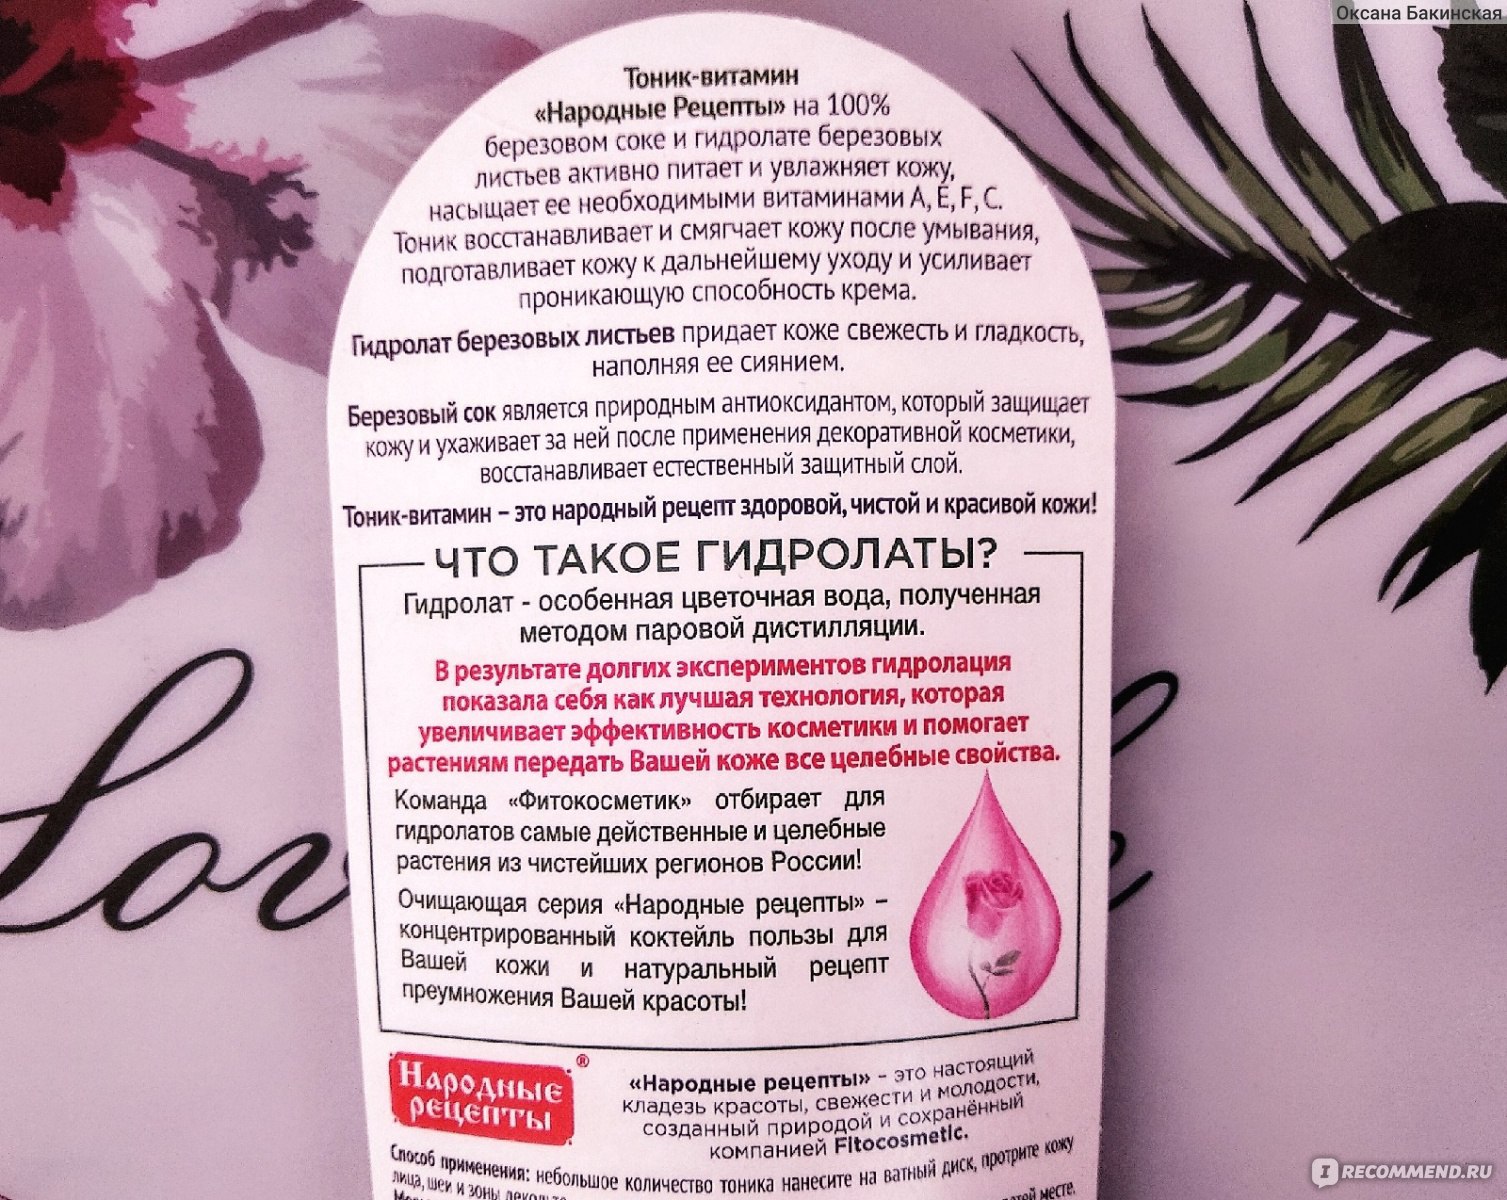 Оксана Бакинская
Тоник-витамин
«Народные Рецепты» на 100%
березовом соке и гидролате березовых
листьев активно питает и увлажняет кожу,
насыщает ее необходимыми витаминами А, Е, F, С.
Тоник восстанавливает и смягчает кожу после умывания,
подготавливает кожу к дальнейшему уходу и усиливает
проникающую способность крема.
Гидролат березовых листьев придает коже свежесть и гладкость,
наполняя ее сиянием.
Березовый сок является природным антиоксидантом, который защищает
кожу и ухаживает за ней после применения декоративной косметики,
восстанавливает естественный защитный слой.
Тоник-витамин – это народный рецепт здоровой, чистой и красивой кожи!
ЧТО ТАКОЕ ГИДРОЛАТЫ?
Гидролат - особенная цветочная вода, полученная
методом паровой дистилляции.
В результате долгих экспериментов гидролация
показала себя как лучшая технология, которая
увеличивает эффективность косметики и помогает
растениям передать Вашей коже все целебные свойства.
Команда «Фитокосметик» отбирает для
гидролатов самые действенные и целебные
растения из чистейших регионов России!
Очищающая серия «Народные рецепты» –
концентрированный коктейль пользы для
Вашей кожи и натуральный рецепт
преумножения Вашей красоты!
Народные
рецепты
®
«Народные рецепты» – это настоящий
кладезь красоты, свежести и молодости,
созданный природой и сохранённый
компанией Fitocosmetic.
Способ применения: небольшое количество тоника нанесите на ватный диск, протрите кожу
лица, шеи и зоны
месте.
Love
IRECOMMEND.RU